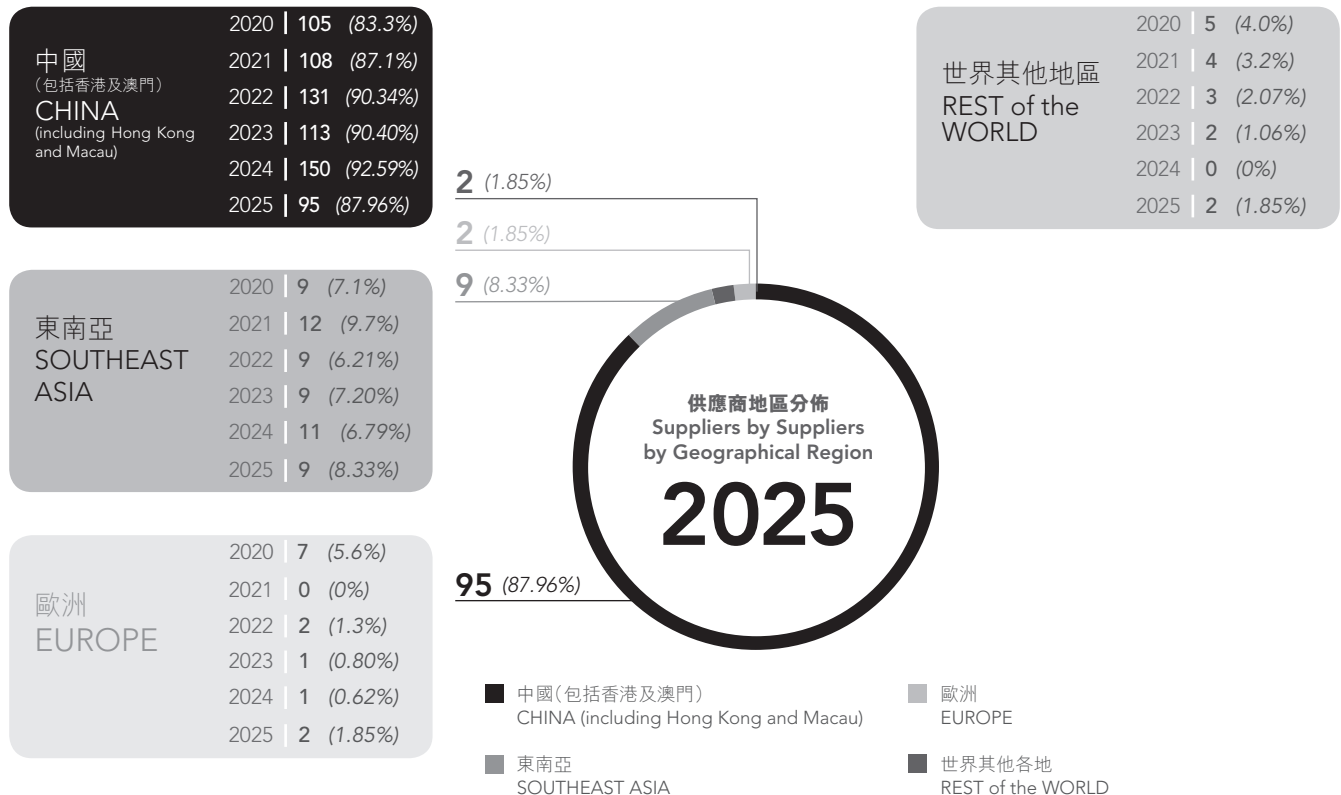 中國
（包括香港及澳門）
CHINA
(including Hong Kong
and Macau)
2020 105 (83.3%)
2021 108 (87.1%)
2022 131 (90.34%)
2023 113 (90.40%)
2024 150 (92.59%)
2025 95 (87.96%)
世界其他地區
REST of the
WORLD
2020 5 (4.0%)
2021 4 (3.2%)
2022 3 (2.07%)
2023 2 (1.06%)
2024 0 (0%)
2025 2 (1.85%)
東南亞
SOUTHEAST
ASIA
2020 9 (7.1%)
2021 12 (9.7%)
2022 9 (6.21%)
2023 9 (7.20%)
2024 11 (6.79%)
2025 9 (8.33%)
歐洲
EUROPE
2020 7 (5.6%)
2021 0 (0%)
2022 2 (1.3%)
2023 1 (0.80%)
2024 1 (0.62%)
2025 2 (1.85%)
2 (1.85%)
2 (1.85%)
9 (8.33%)
95 (87.96%)
供應商地區分佈
Suppliers by Suppliers
by Geographical Region
2025
中國（包括香港及澳門）
CHINA (including Hong Kong and Macau)
歐洲
EUROPE
東南亞
SOUTHEAST ASIA
世界其他各地
REST of the WORLD